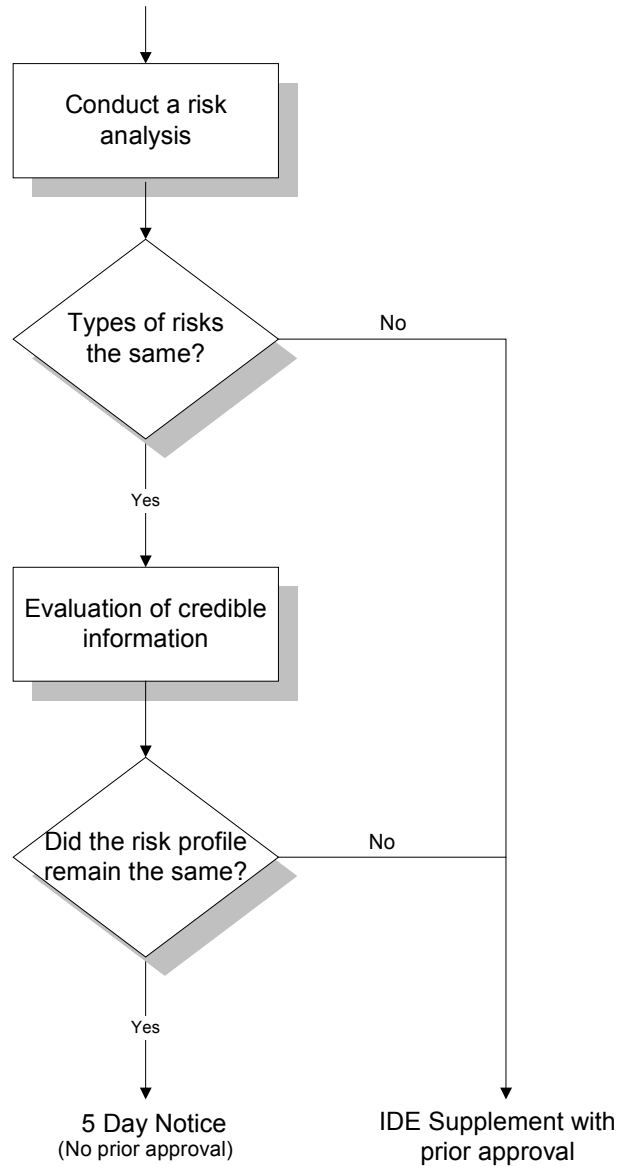 Conduct a risk
analysis
Types of risks
the same?
No
Yes
Evaluation of credible
information
Did the risk profile
remain the same?
No
Yes
5 Day Notice
(No prior approval)
IDE Supplement with
prior approval